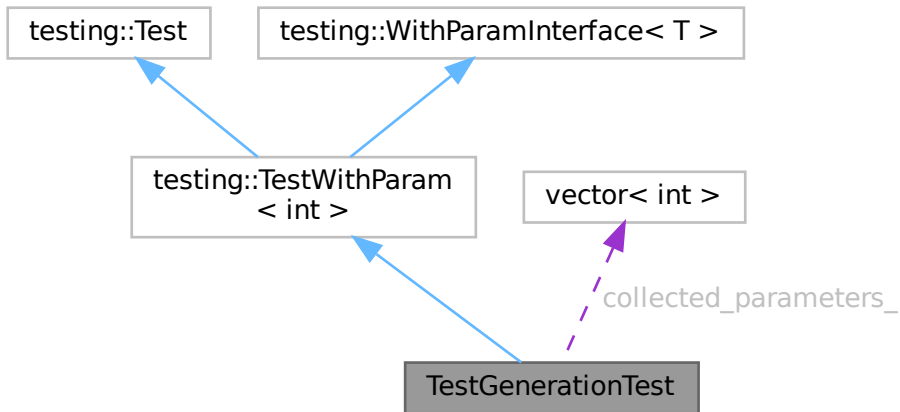 testing::Test
testing::WithParamInterface< T >
testing::TestWithParam
< int >
vector< int >
collected_parameters_
TestGenerationTest